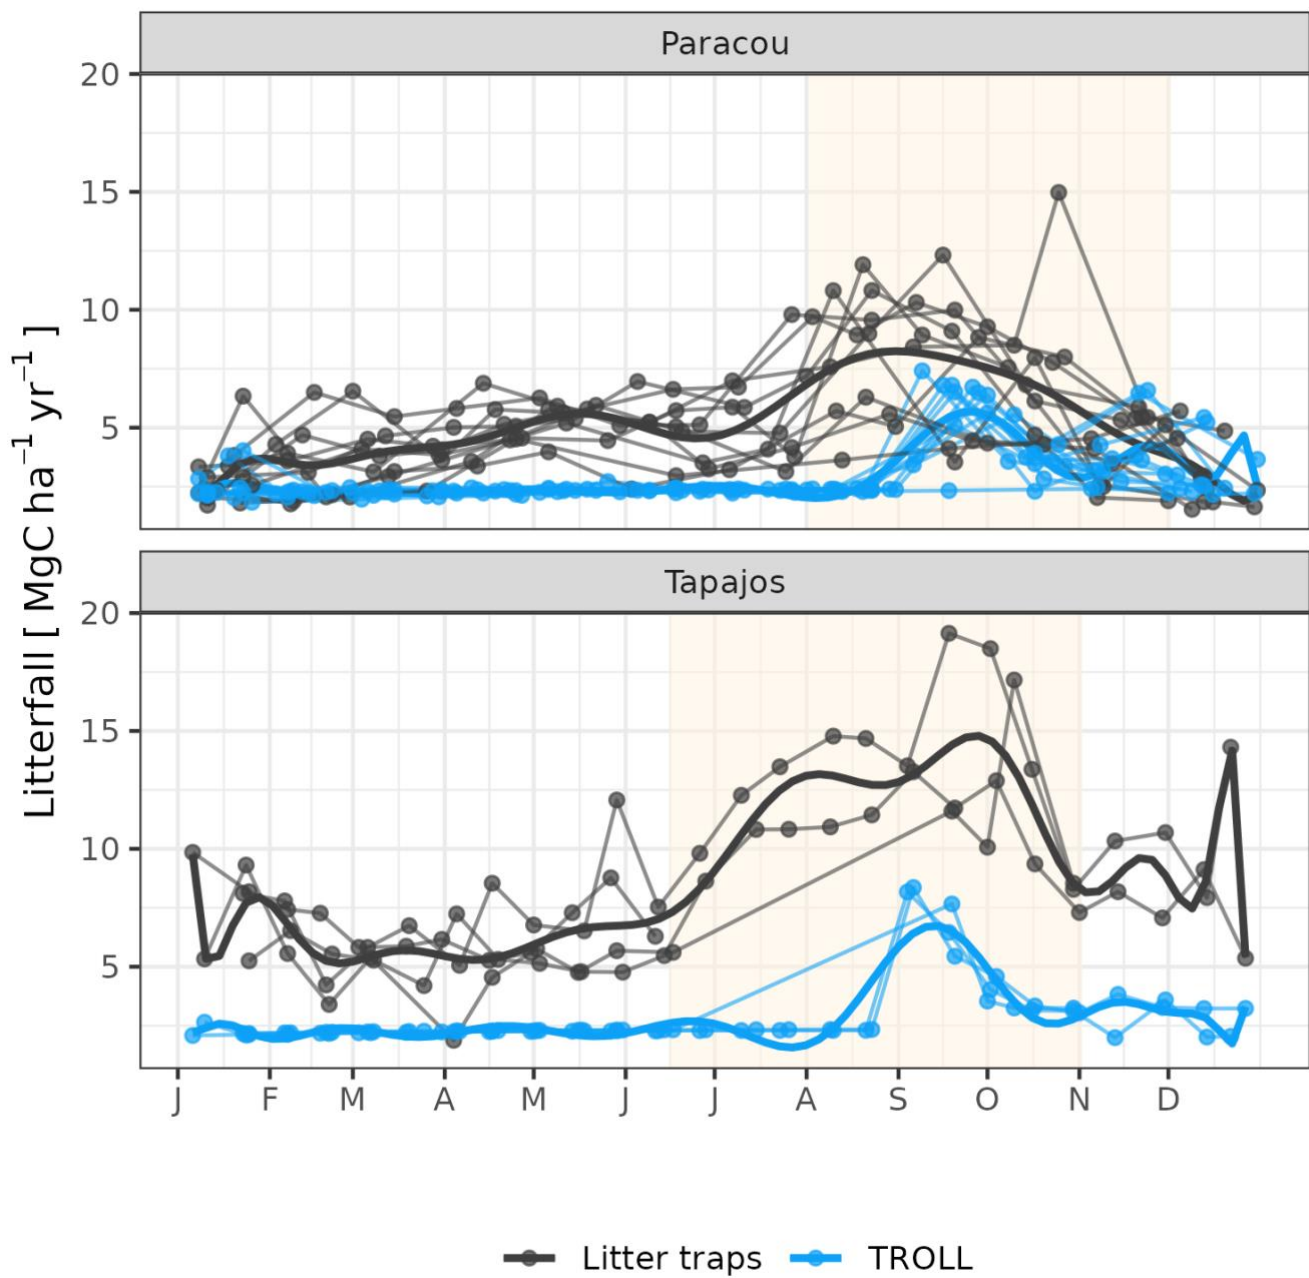 Paracou
20
15
10
5
Litterfall [ MgC ha⁻¹ yr⁻¹ ]
Tapajos
20
15
10
5
J F M A M J J A S O N D
Litter traps TROLL